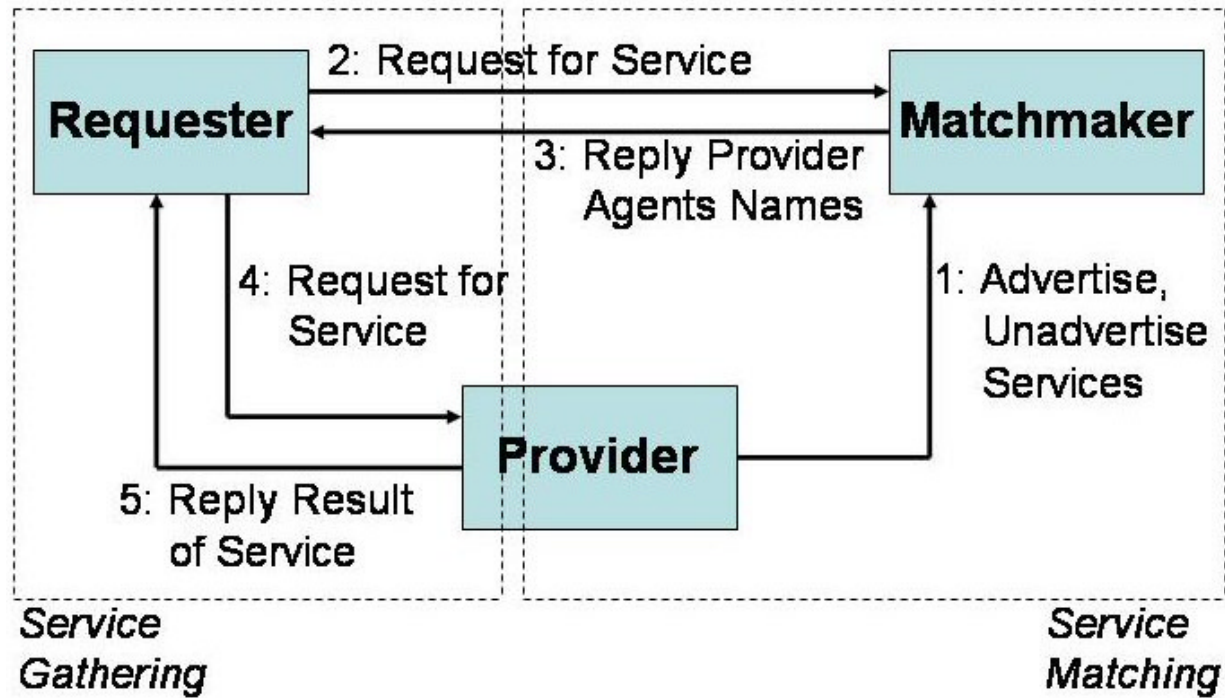 2: Request for Service
Requester
Matchmaker
3: Reply Provider
Agents Names
4: Request for
Service
1: Advertise,
Unadvertise
Services
Provider
5: Reply Result
of Service
Service
Gathering
Service
Matching